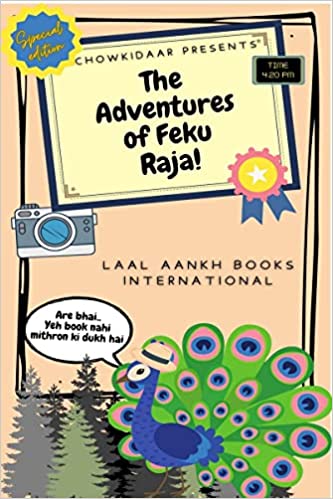 Special
edition
CHOWKIDAAR PRESENTS
TIME
4:20 PM
The
Adventures
of Feku
Raja!
LAAL AANKH BOOKS
INTERNATIONAL
Are bhai..
Yeh book nahi
mithron ki dukh hai